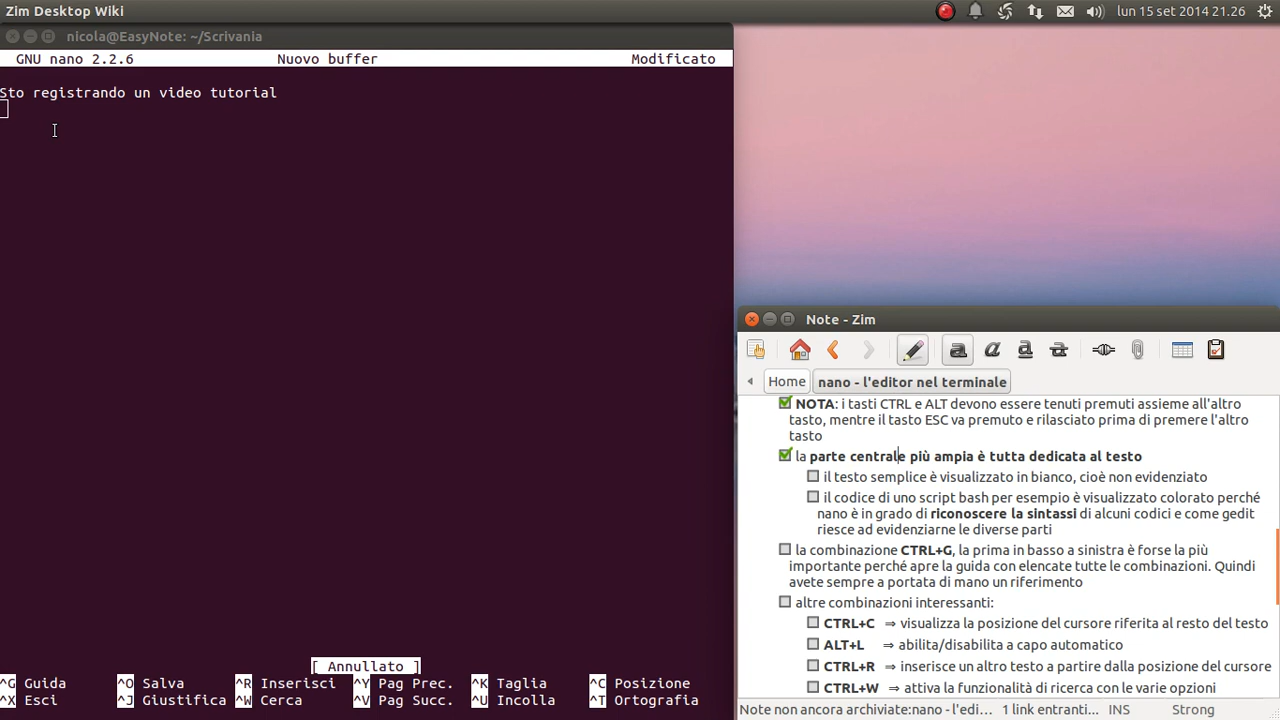 Zim Desktop Wiki
lun 15 set 2014 21.26
nicola@EasyNote: ~/Scrivania
GNU nano 2.2.6 Nuovo buffer Modificato
Sto registrando un video tutorial
[ Annullato ]
^G Guida ^O Salva ^R Inserisci ^Y Pag Prec. ^K Taglia ^C Posizione
^X Esci ^J Giustifica ^W Cerca ^V Pag Succ. ^U Incolla ^T Ortografia
Note - Zim
a a a a
Home nano - l'editor nel terminale
NOTA: i tasti CTRL e ALT devono essere tenuti premuti assieme all'altro
tasto, mentre il tasto ESC va premuto e rilasciato prima di premere l'altro
tasto
la parte centrale più ampia è tutta dedicata al testo
il testo semplice è visualizzato in bianco, cioè non evidenziato
il codice di uno script bash per esempio è visualizzato colorato perché
nano è in grado di riconoscere la sintassi di alcuni codici e come gedit
riesce ad evidenziarne le diverse parti
la combinazione CTRL+G, la prima in basso a sinistra è forse la più
importante perché apre la guida con elencate tutte le combinazioni. Quindi
avete sempre a portata di mano un riferimento
altre combinazioni interessanti:
CTRL+C ⇒ visualizza la posizione del cursore riferita al resto del testo
ALT+L ⇒ abilita/disabilita a capo automatico
CTRL+R ⇒ inserisce un altro testo a partire dalla posizione del cursore
CTRL+W ⇒ attiva la funzionalità di ricerca con le varie opzioni
Note non ancora archiviate:nano - l'edi... 1 link entranti... INS Strong